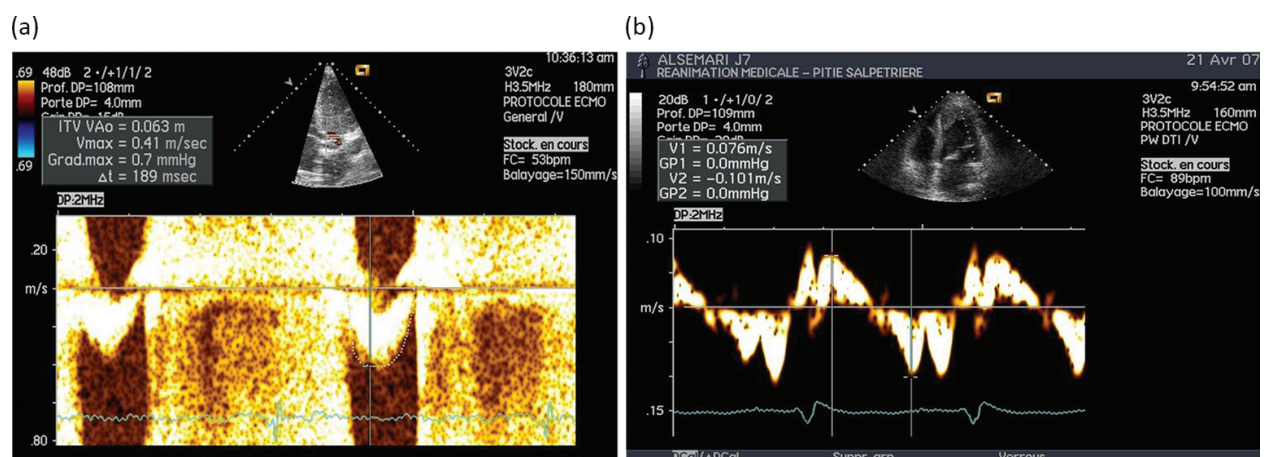 (a)
10:36:13 am
.69
48dB 2 •/+1/1/ 2
Prof. DP=108mm
Porte DP= 4.0mm
ITV VAo = 0.063 m
Vmax = 0.41 m/sec
Grad.max = 0.7 mmHg
Δt = 189 msec
.69
3V2c
H3.5MHz 180mm
PROTOCOLE ECMO
General /V
Stock. en cours
FC= 53bpm
Balayage=150mm/s
DP:2MHz
.20
m/s
.80
(b)
ALSEMARI J7
REANIMATION MEDICALE – PITIE SALPETRIERE
21 Avr 07
9:54:52 am
20dB 1 •/+1/0/ 2
Prof. DP=109mm
Porte DP= 4.0mm
V1 = 0.076m/s
GP1 = 0.0mmHg
V2 = −0.101m/s
GP2 = 0.0mmHg
3V2c
H3.5MHz 160mm
PROTOCOLE ECMO
PW DTI /V
Stock. en cours
FC= 89bpm
Balayage=100mm/s
DP:2MHz
.10
m/s
.15